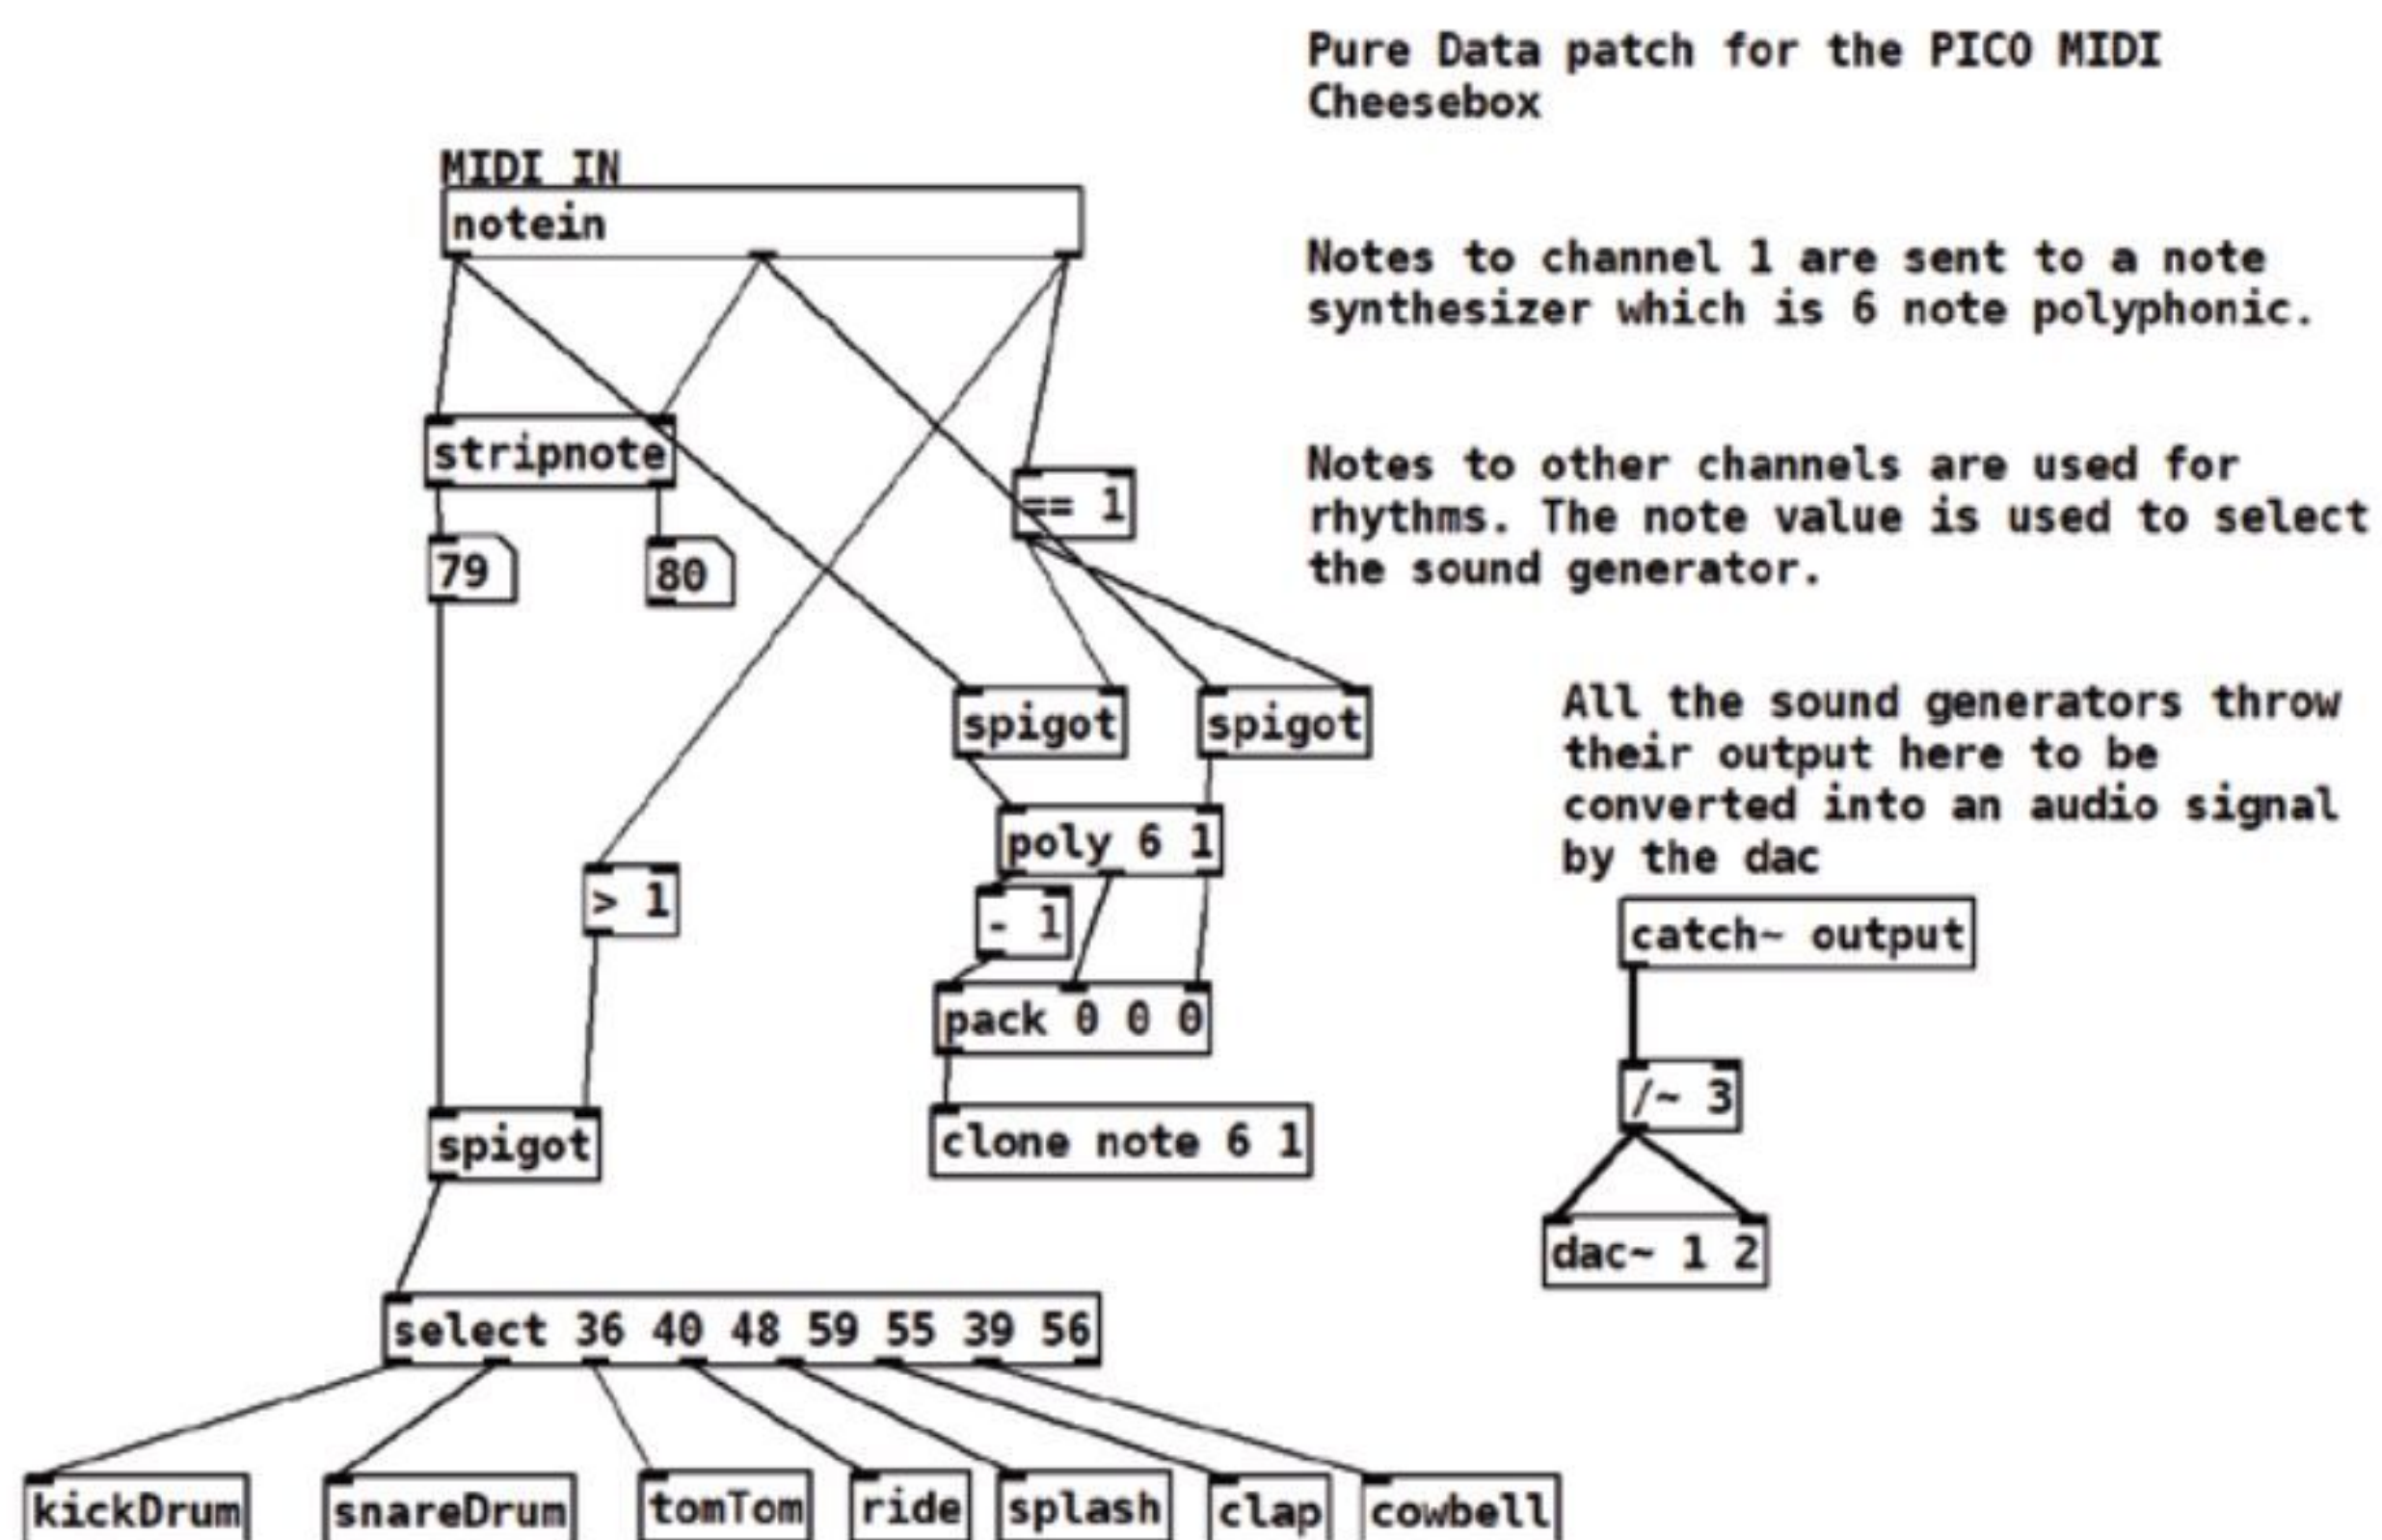 Pure Data patch for the PICO MIDI
Cheesebox
MIDI IN
notein
Notes to channel 1 are sent to a note
synthesizer which is 6 note polyphonic.
stripnote
== 1
Notes to other channels are used for
rhythms. The note value is used to select
the sound generator.
79
80
spigot
spigot
All the sound generators throw
their output here to be
converted into an audio signal
by the dac
poly 6 1
> 1
- 1
catch~ output
pack 0 0 0
/~ 3
spigot
clone note 6 1
dac~ 1 2
select 36 40 48 59 55 39 56
kickDrum
snareDrum
tomTom
ride
splash
clap
cowbell